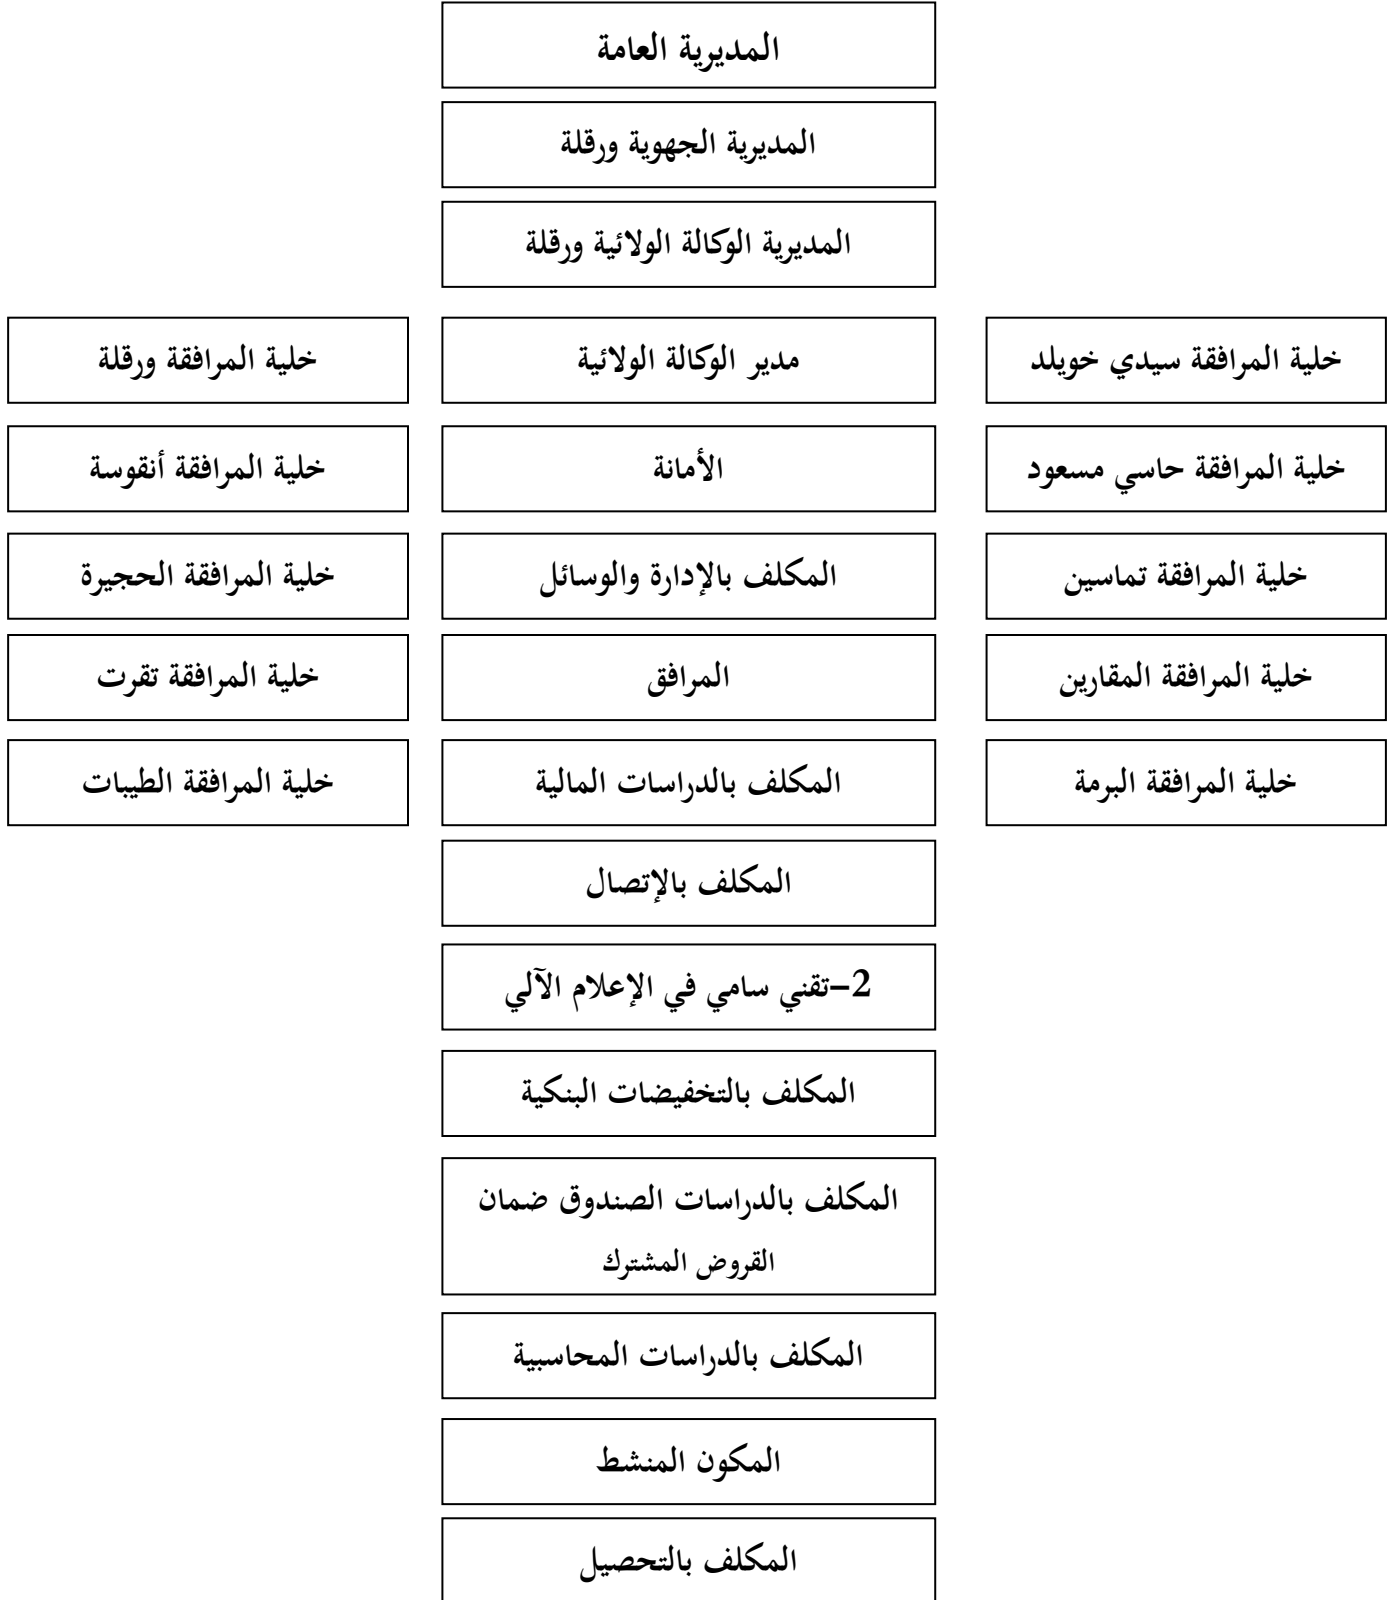 المديرية العامة
المديرية الجهوية ورقلة
المديرية الوكالة الولائية ورقلة
خلية المرافقة سيدي خويلد
مدير الوكالة الولائية
خلية المرافقة ورقلة
خلية المرافقة حاسي مسعود
الأمانة
خلية المرافقة أنقوسة
خلية المرافقة تماسين
المكلف بالإدارة والوسائل
خلية المرافقة الحجيرة
خلية المرافقة المقارين
المرافق
خلية المرافقة تقرت
خلية المرافقة البرمة
المكلف بالدراسات المالية
خلية المرافقة الطيبات
المكلف بالإتصال
2–تقني سامي في الإعلام الآلي
المكلف بالتخفيضات البنكية
المكلف بالدراسات الصندوق ضمان
القروض المشترك
المكلف بالدراسات المحاسبية
المكون المنشط
المكلف بالتحصيل